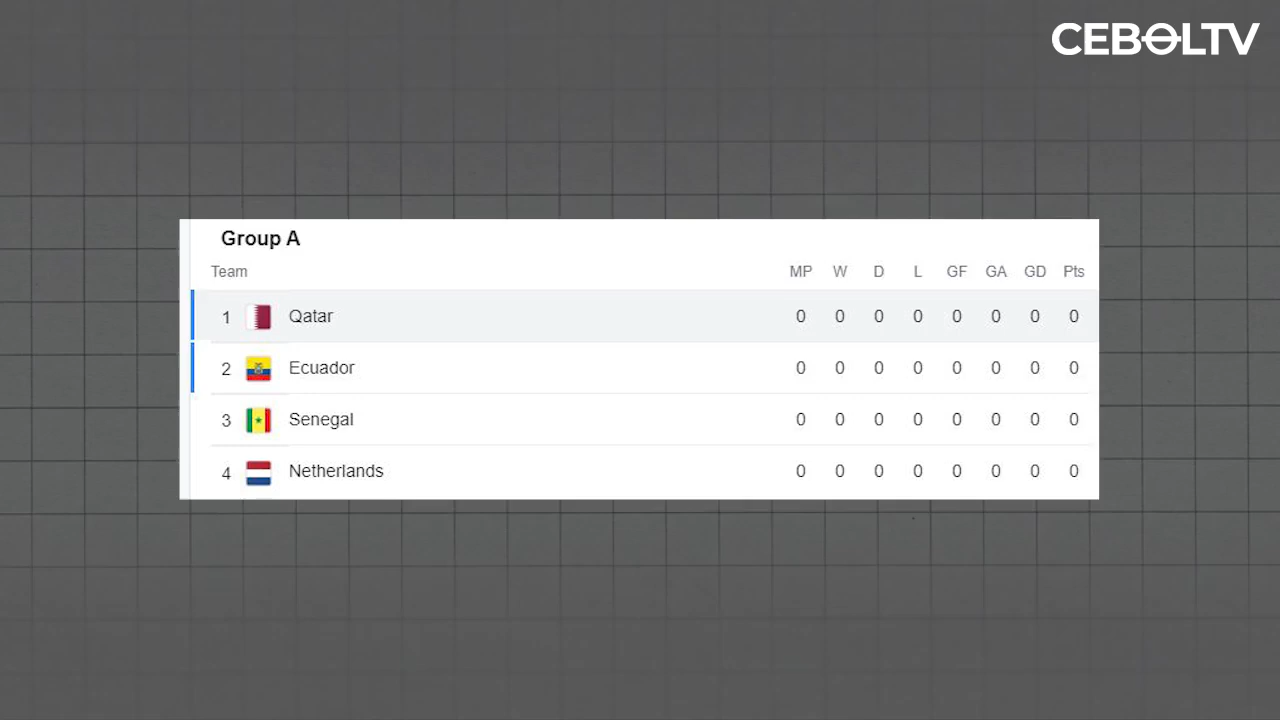 CEBOLTV
Group A
Team MP W D L GF GA GD Pts
1 Qatar 0 0 0 0 0 0 0 0
2 Ecuador 0 0 0 0 0 0 0 0
3 Senegal 0 0 0 0 0 0 0 0
4 Netherlands 0 0 0 0 0 0 0 0